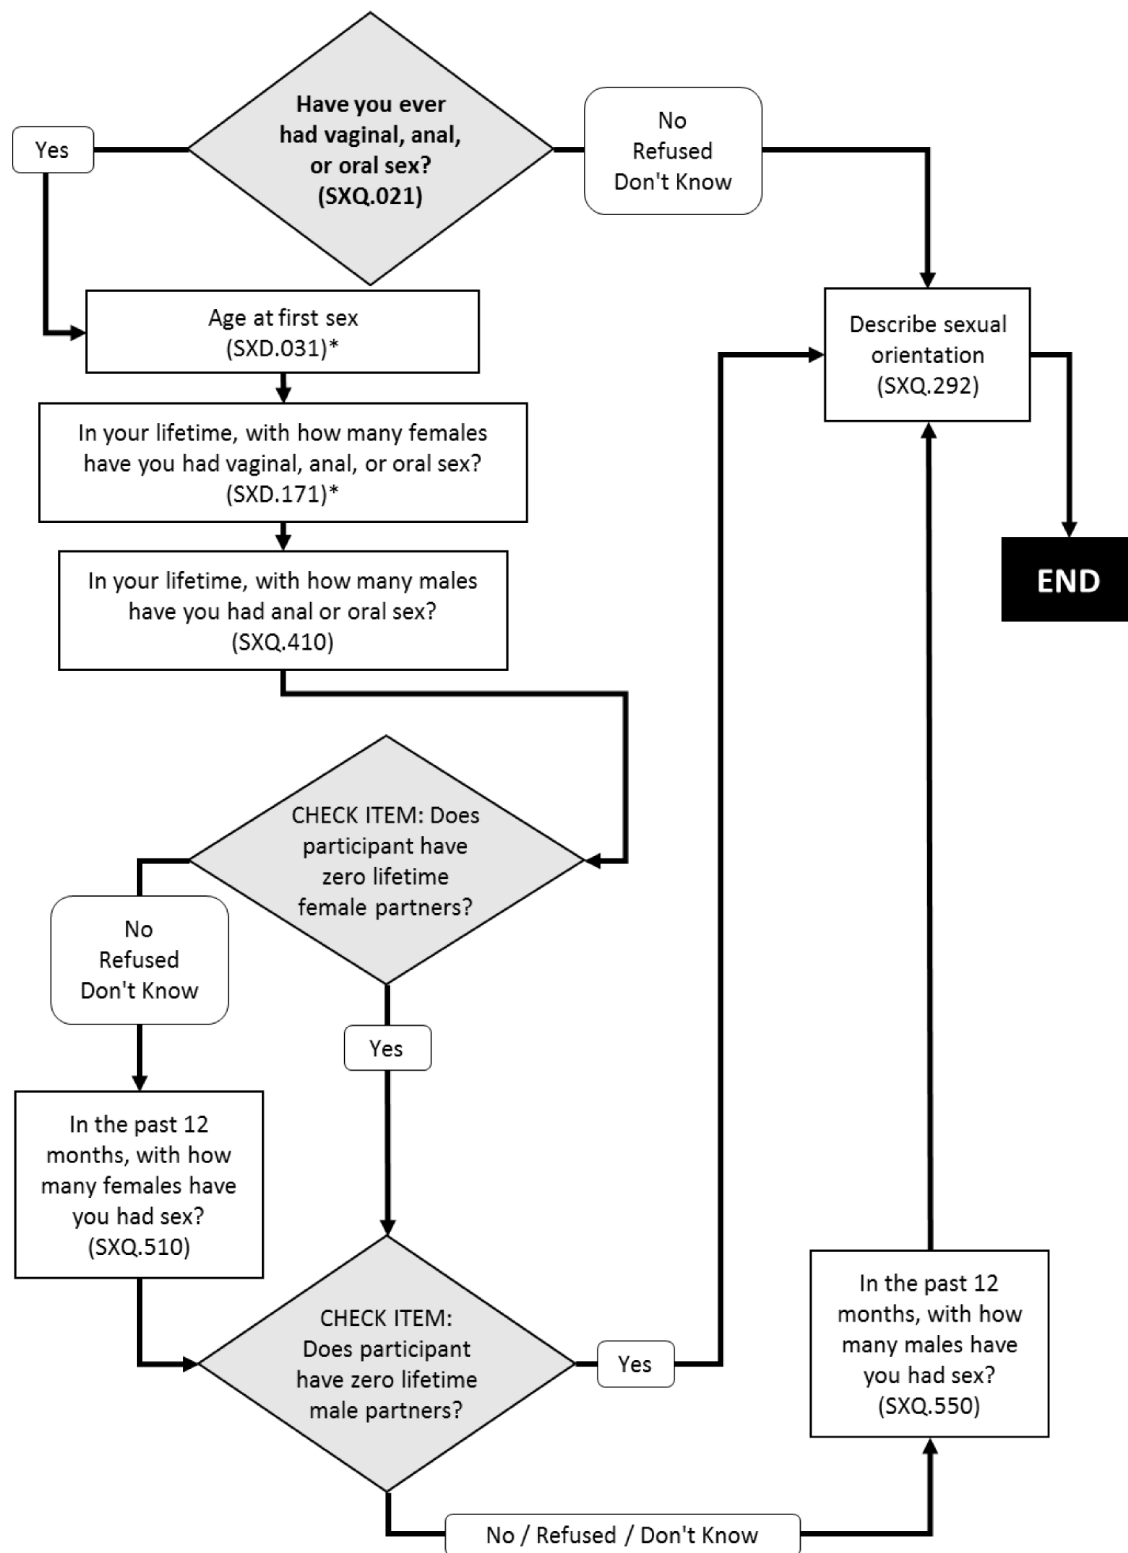 Have you ever
had vaginal, anal,
or oral sex?
(SXQ.021)
Yes
No
Refused
Don't Know
Age at first sex
(SXD.031)*
Describe sexual
orientation
(SXQ.292)
In your lifetime, with how many females
have you had vaginal, anal, or oral sex?
(SXD.171)*
END
In your lifetime, with how many males
have you had anal or oral sex?
(SXQ.410)
CHECK ITEM: Does
participant have
zero lifetime
female partners?
No
Refused
Don't Know
Yes
In the past 12
months, with how
many females have
you had sex?
(SXQ.510)
CHECK ITEM:
Does participant
have zero lifetime
male partners?
Yes
In the past 12
months, with how
many males have
you had sex?
(SXQ.550)
No / Refused / Don't Know